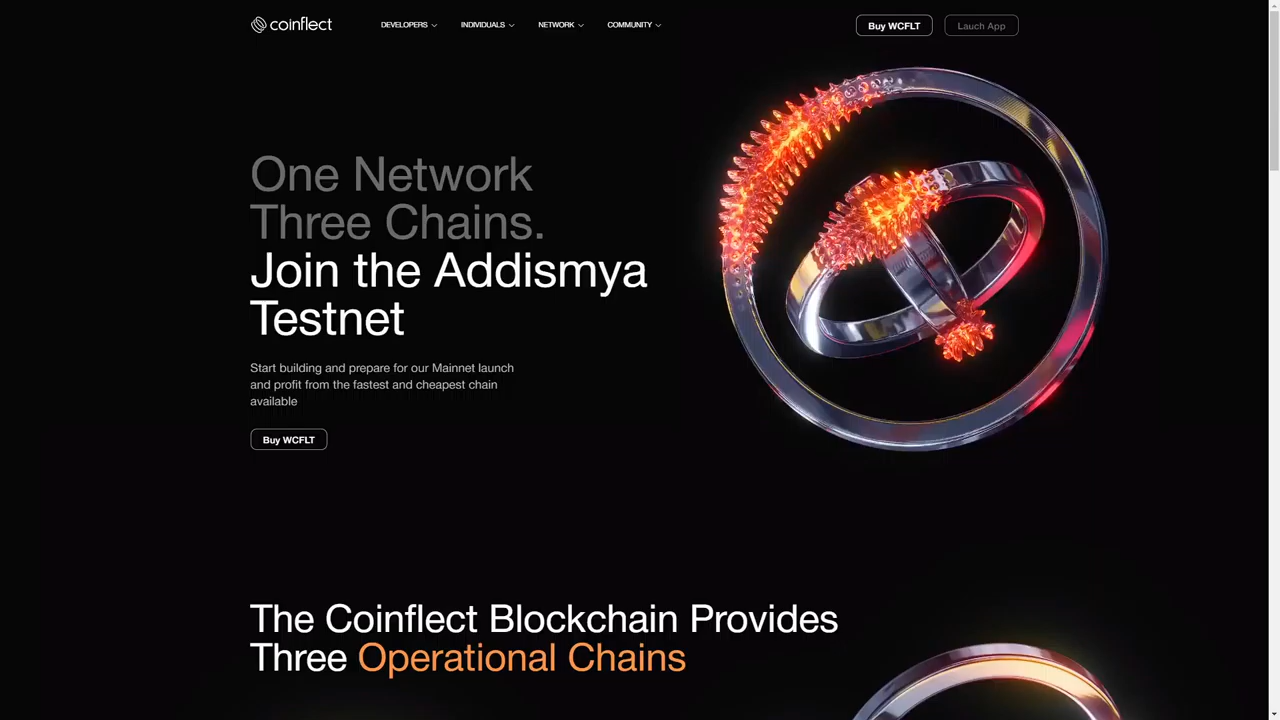 coinflect
DEVELOPERS
INDIVIDUALS
NETWORK
COMMUNITY
Buy WCFLT
Lauch App
One Network
Three Chains.
Join the Addismya
Testnet
Start building and prepare for our Mainnet launch
and profit from the fastest and cheapest chain
available
Buy WCFLT
The Coinflect Blockchain Provides
Three Operational Chains